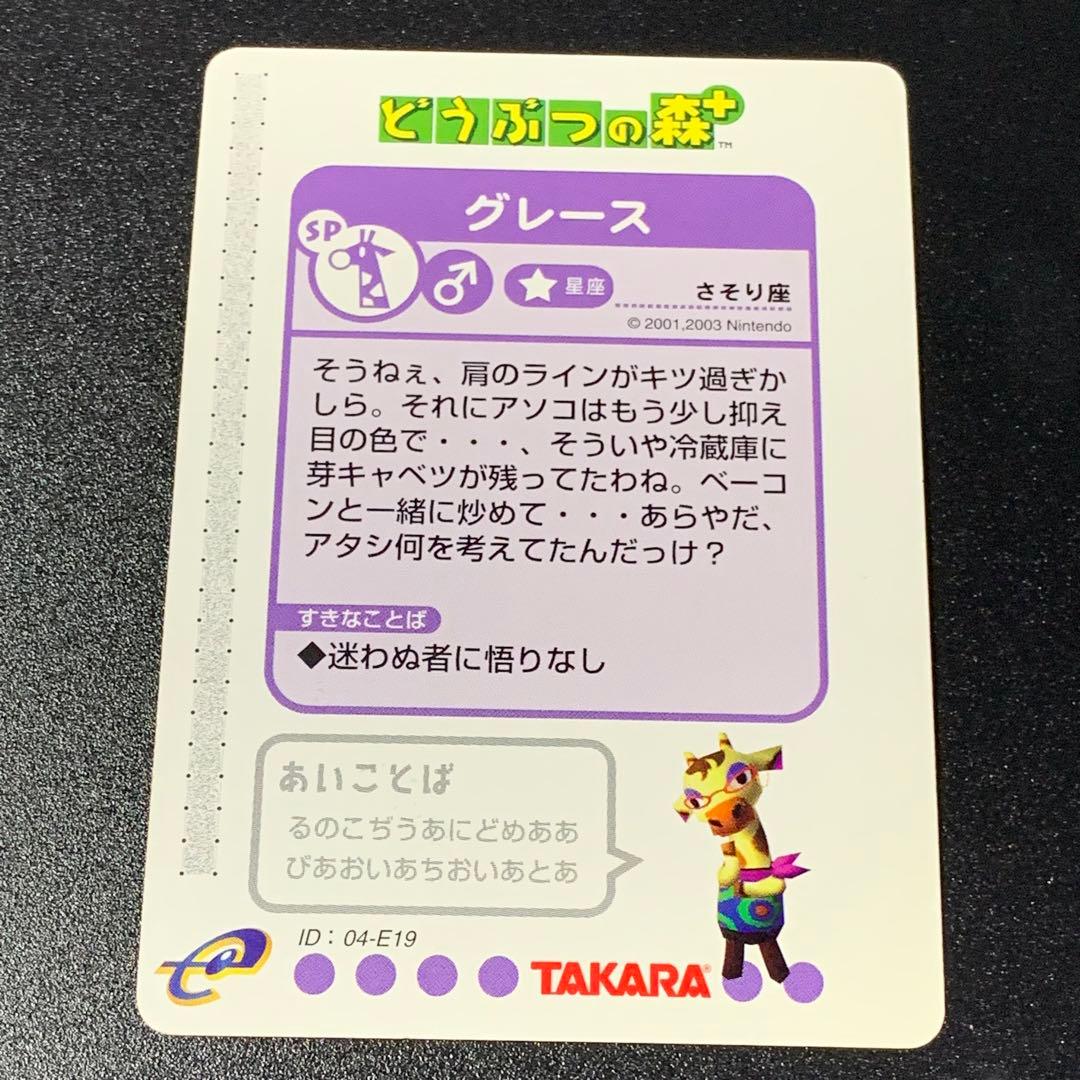 どうぶつの森+™
グレース
SP
♂
★星座
さそり座
© 2001,2003 Nintendo
そうねぇ、肩のラインがキツ過ぎか
しら。それにアソコはもう少し抑え
目の色で・・・、そういや冷蔵庫に
芽キャベツが残ってたわね。ベーコ
ンと一緒に炒めて・・・あらやだ、
アタシ何を考えてたんだっけ？
すきなことば
◆迷わぬ者に悟りなし
あいことば
るのこぢうあにどめああ
びあおいあちおいあとあ
ID：04-E19
e
TAKARA®